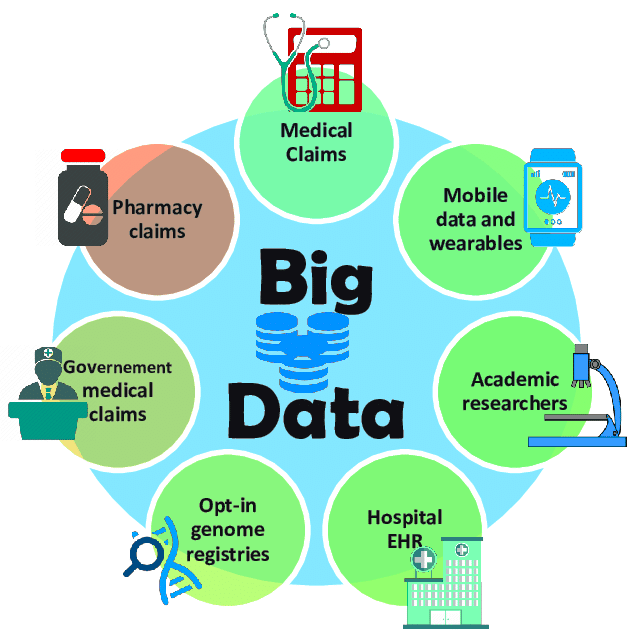 Medical
Claims
Mobile
data and
wearables
Academic
researchers
Hospital
EHR
Opt-in
genome
registries
Governement
medical
claims
Pharmacy
claims
Big
Data